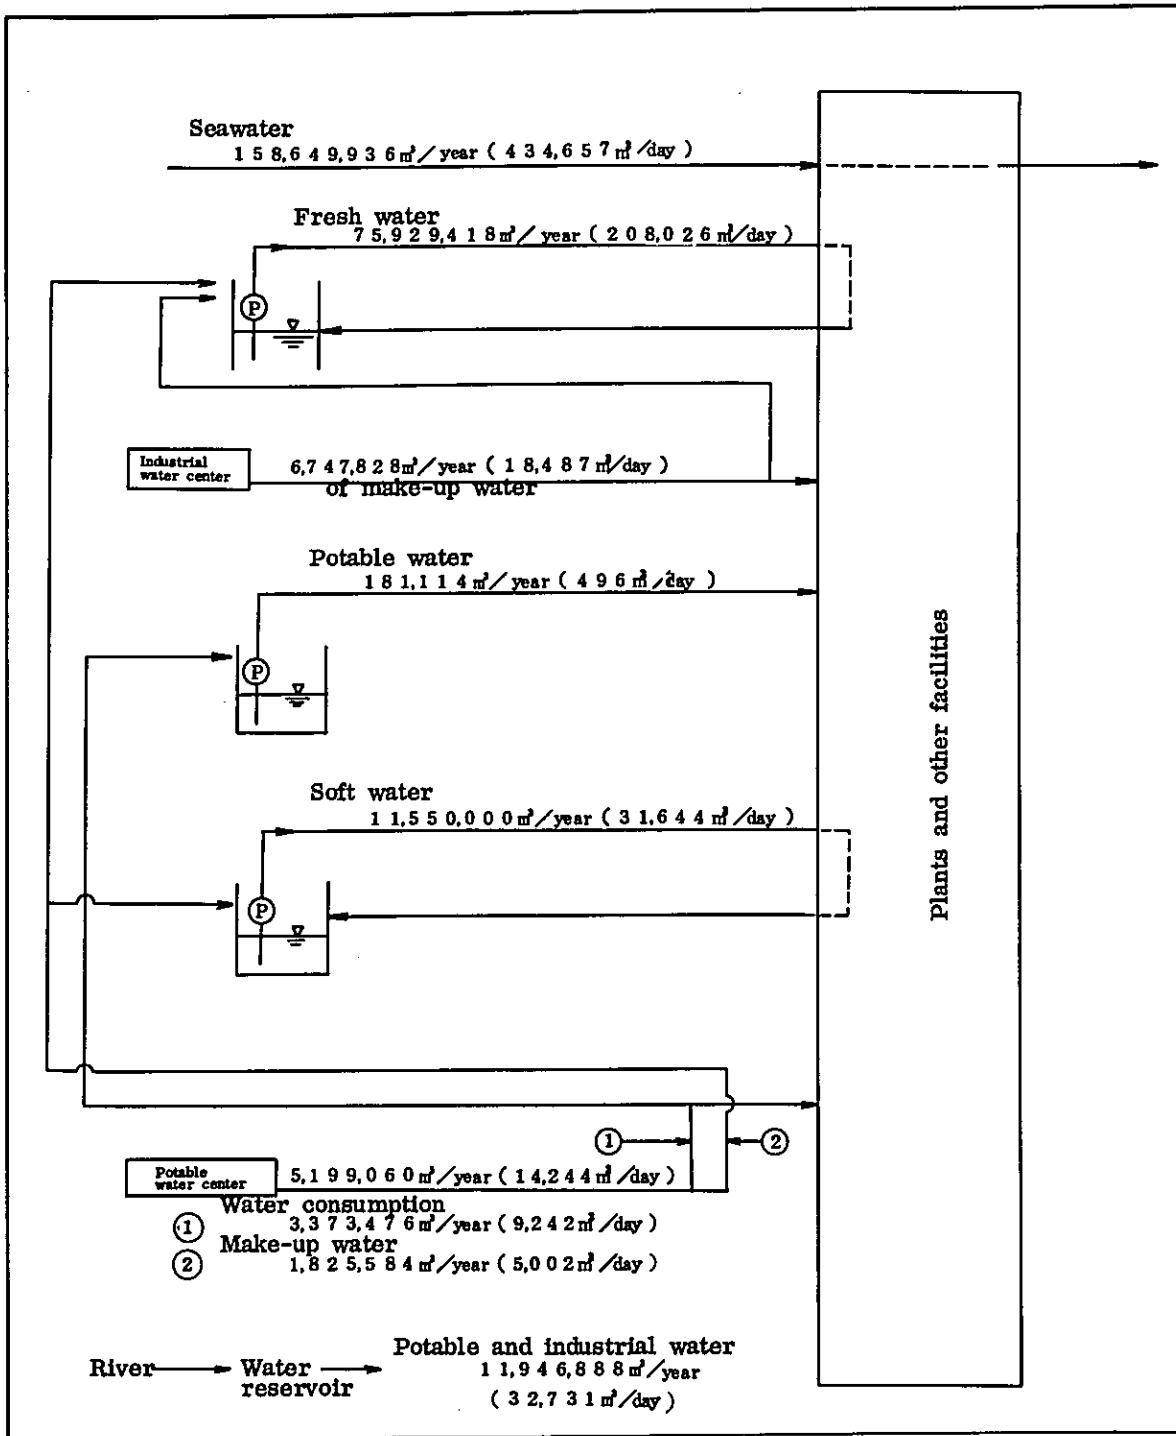 Seawater
158,649,936㎥/year (434,657㎥/day)
Fresh water
75,929,418㎥/year (208,026㎥/day)
P
Industrial
water center
6,747,828㎥/year (18,487㎥/day)
of make-up water
Potable water
181,114㎥/year (496㎥/day)
P
Plants and other facilities
Soft water
11,550,000㎥/year (31,644㎥/day)
P
① ②
Potable
water center
5,199,060㎥/year (14,244㎥/day)
Water consumption
① 3,373,476㎥/year (9,242㎥/day)
Make-up water
② 1,825,584㎥/year (5,002㎥/day)
Potable and industrial water
River Water 11,946,888㎥/year
reservoir
(32,731㎥/day)